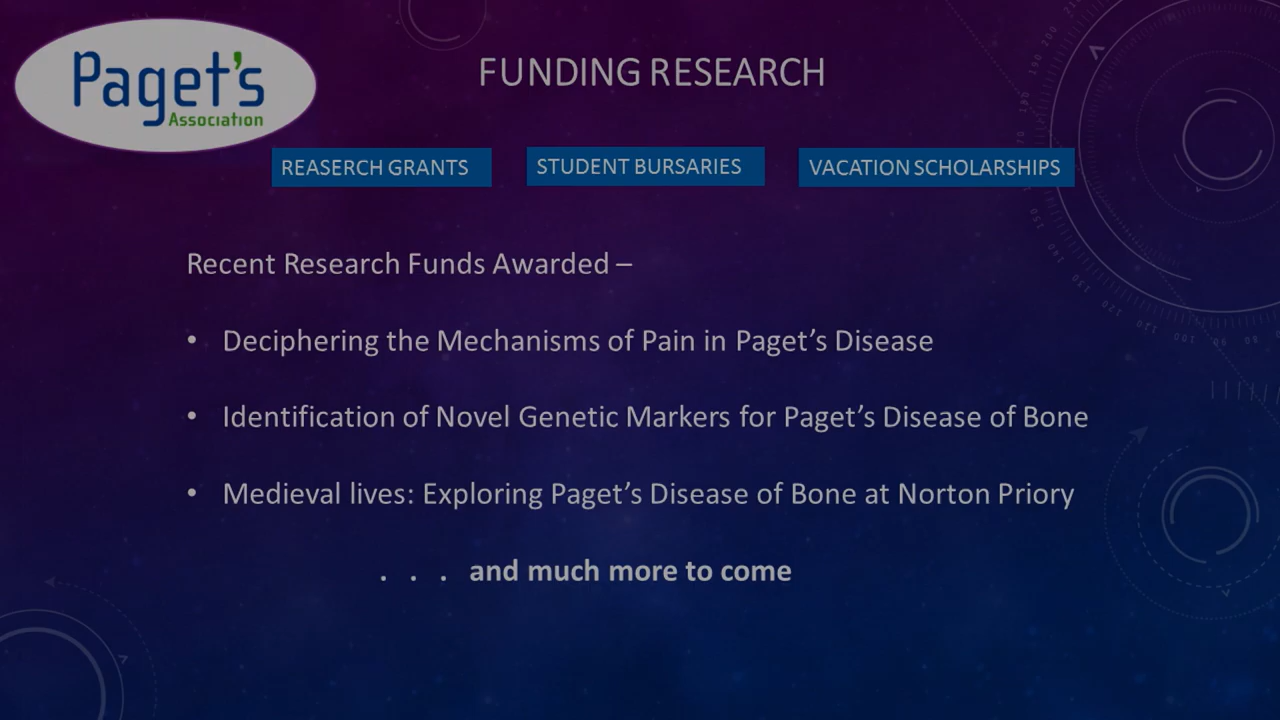 Paget's
Association
FUNDING RESEARCH
REASERCH GRANTS
STUDENT BURSARIES
VACATION SCHOLARSHIPS
Recent Research Funds Awarded –
• Deciphering the Mechanisms of Pain in Paget’s Disease
• Identification of Novel Genetic Markers for Paget’s Disease of Bone
• Medieval lives: Exploring Paget’s Disease of Bone at Norton Priory
. . . and much more to come